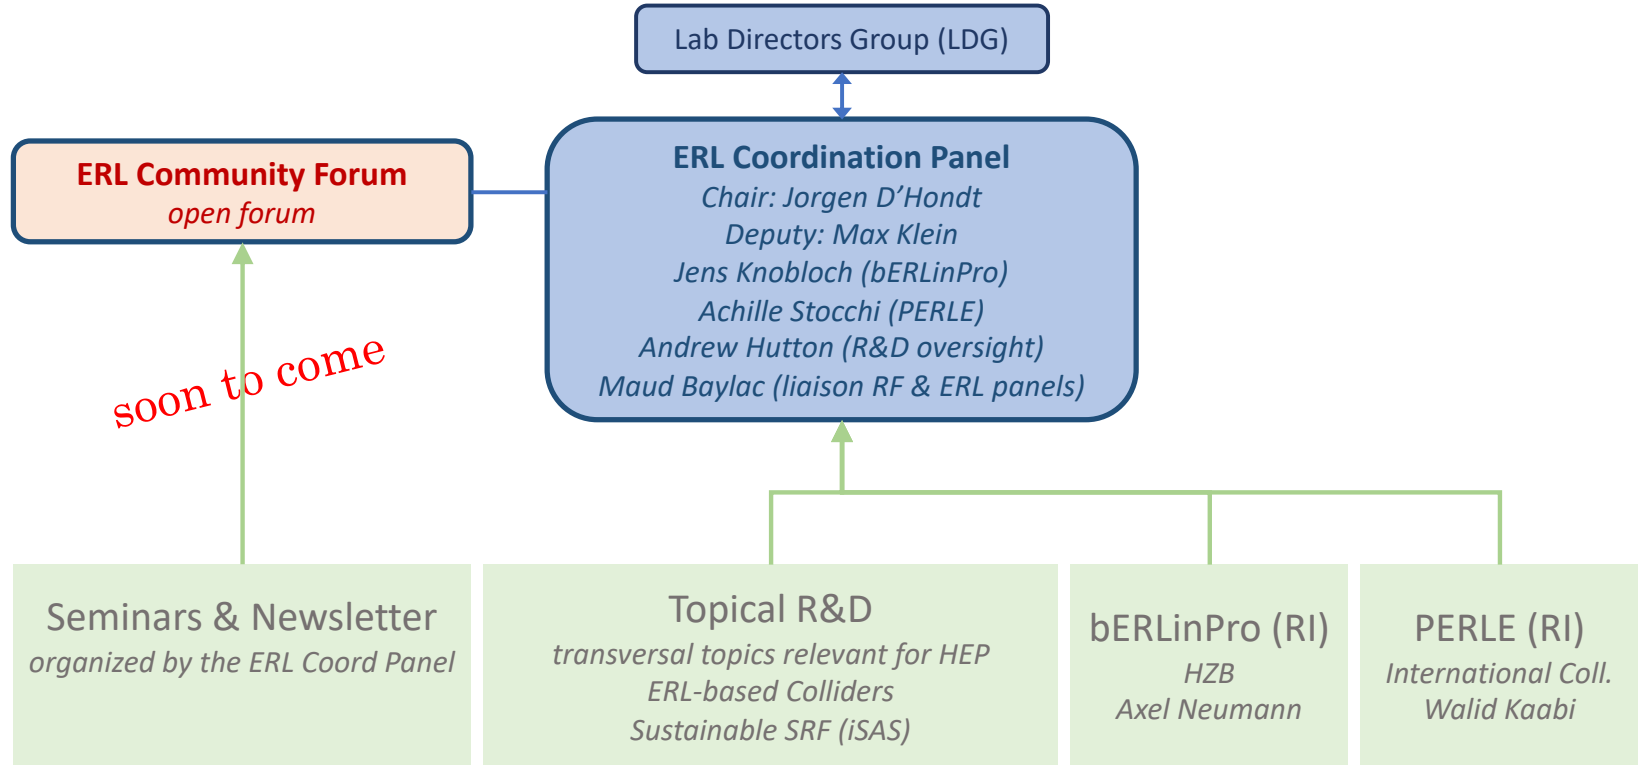 Lab Directors Group (LDG)
ERL Community Forum
open forum
ERL Coordination Panel
Chair: Jorgen D’Hondt
Deputy: Max Klein
Jens Knobloch (bERLinPro)
Achille Stocchi (PERLE)
Andrew Hutton (R&D oversight)
Maud Baylac (liaison RF & ERL panels)
soon to come
Seminars & Newsletter
organized by the ERL Coord Panel
Topical R&D
transversal topics relevant for HEP
ERL-based Colliders
Sustainable SRF (iSAS)
bERLinPro (RI)
HZB
Axel Neumann
PERLE (RI)
International Coll.
Walid Kaabi